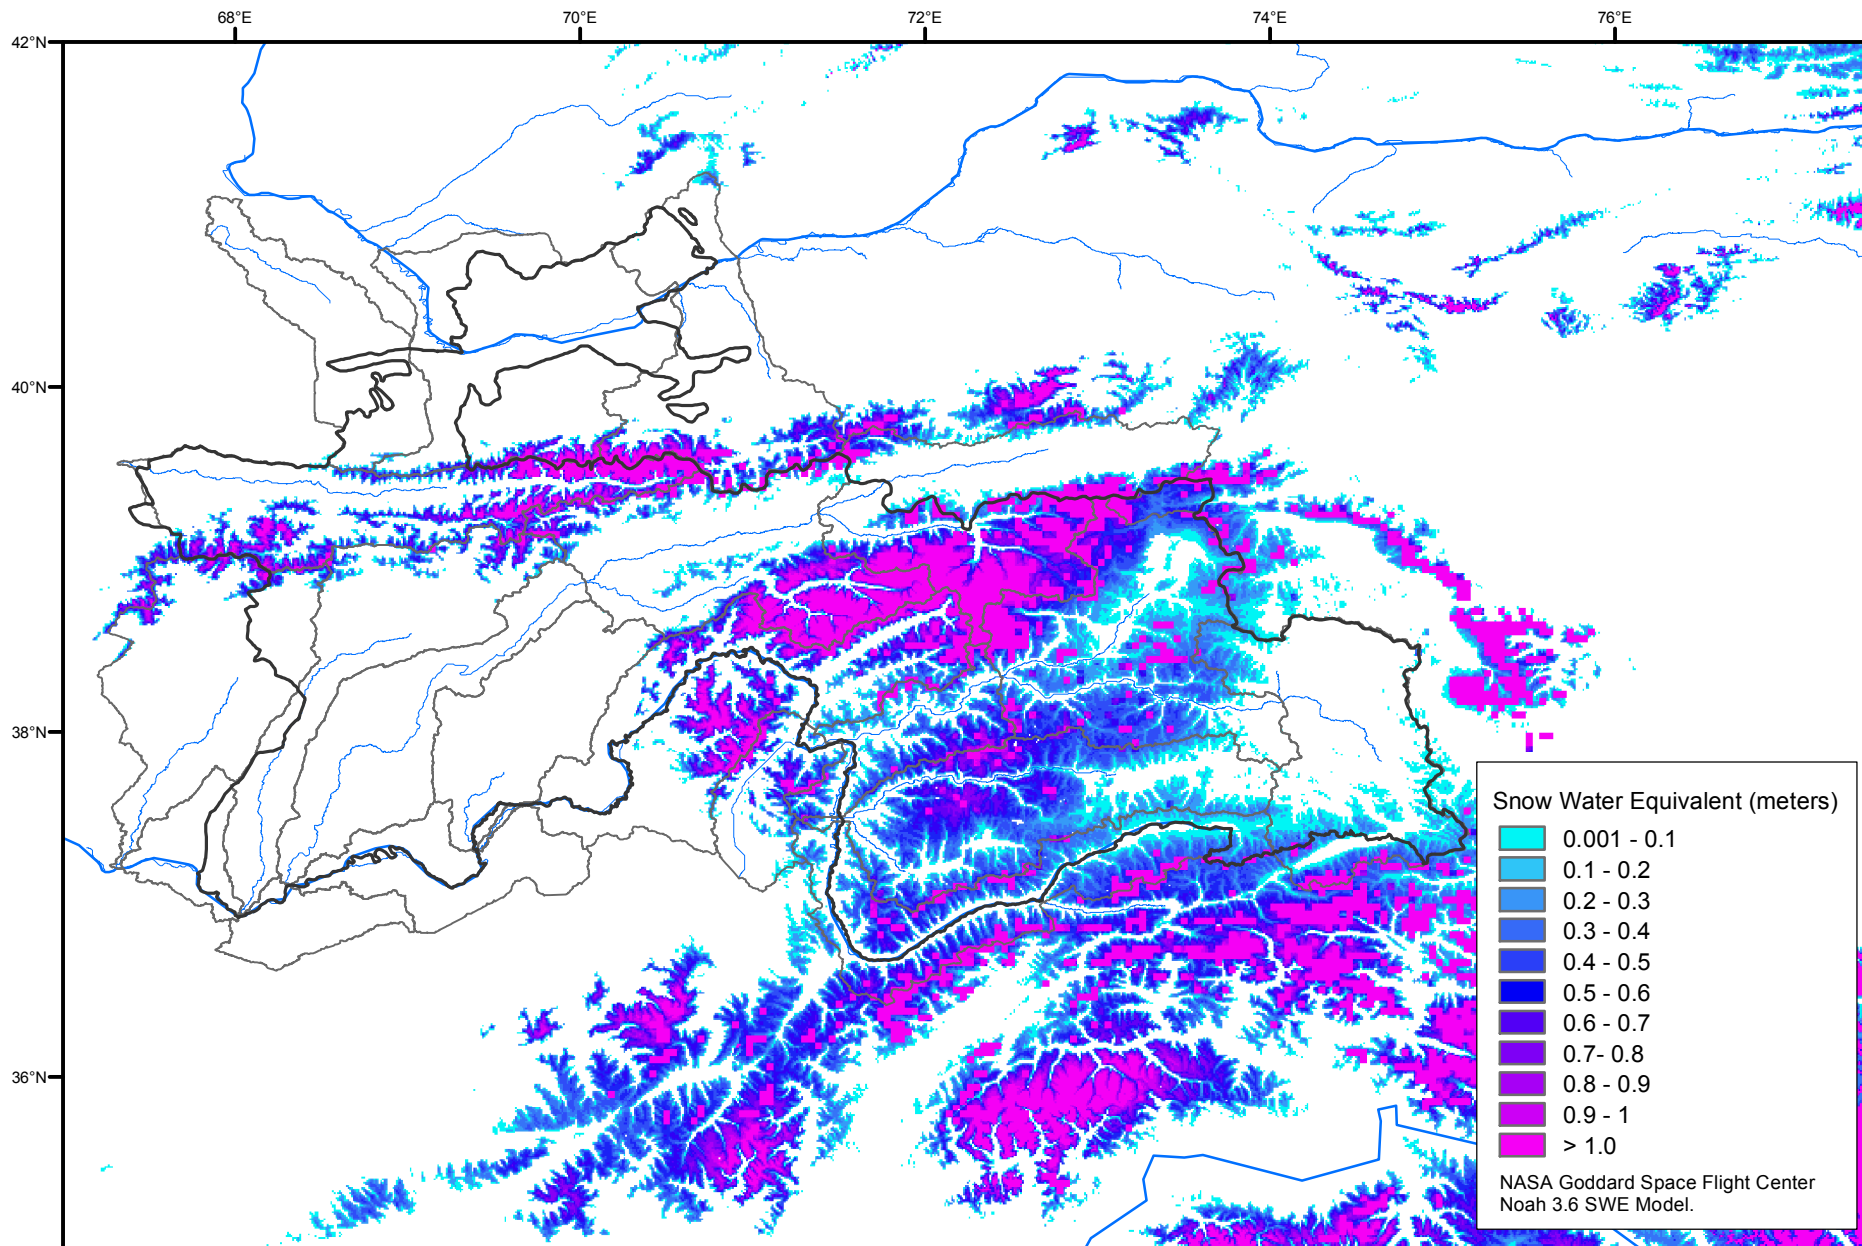 68°E
70°E
72°E
74°E
76°E
42°N
40°N
38°N
36°N
Snow Water Equivalent (meters)
0.001 - 0.1
0.1 - 0.2
0.2 - 0.3
0.3 - 0.4
0.4 - 0.5
0.5 - 0.6
0.6 - 0.7
0.7- 0.8
0.8 - 0.9
0.9 - 1
> 1.0
NASA Goddard Space Flight Center
Noah 3.6 SWE Model.